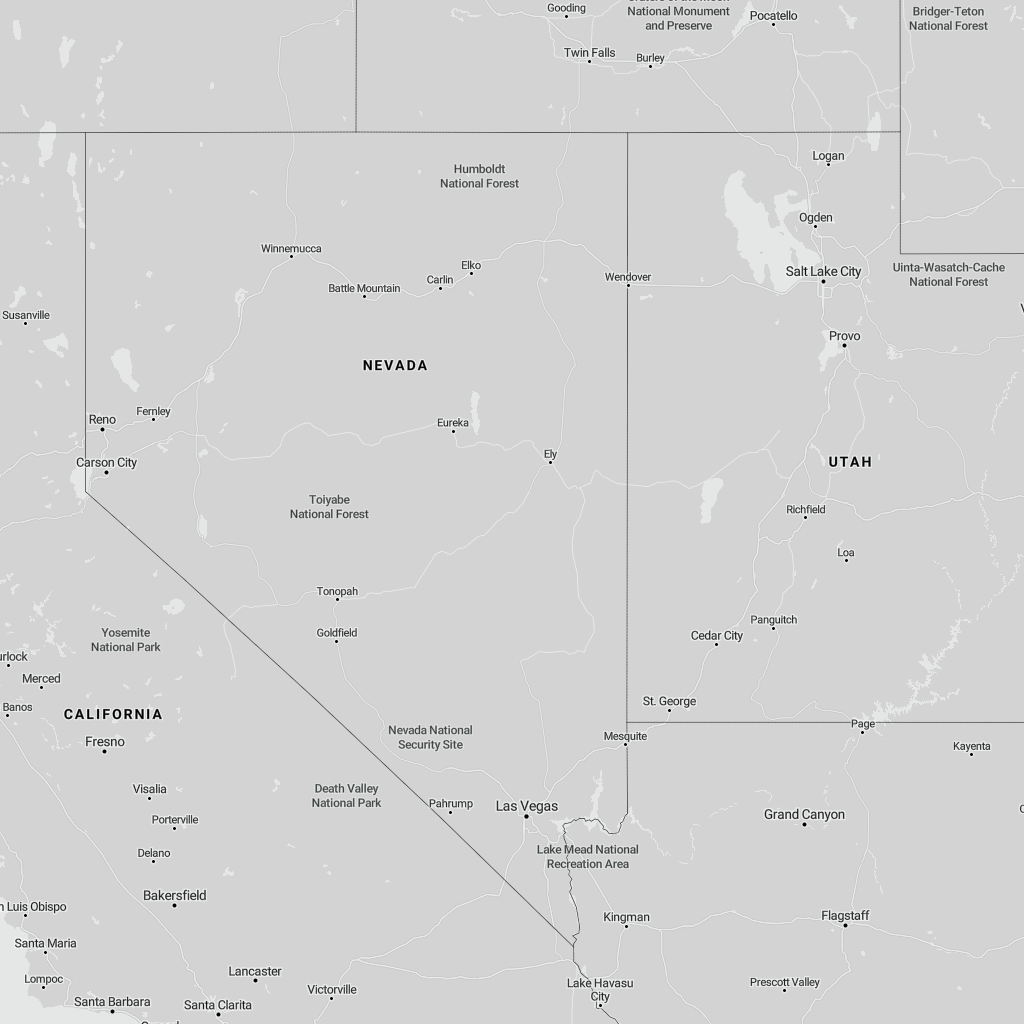 Gooding
National Monument
and Preserve
Pocatello
Bridger-Teton
National Forest
Twin Falls
Burley
Logan
Humboldt
National Forest
Ogden
Winnemucca
Elko
Carlin
Battle Mountain
Wendover
Salt Lake City
Uinta-Wasatch-Cache
National Forest
Susanville
Provo
NEVADA
Reno
Fernley
Eureka
Carson City
Ely
UTAH
Toiyabe
National Forest
Richfield
Loa
Tonopah
Goldfield
Panguitch
Cedar City
Yosemite
National Park
Merced
Banos
CALIFORNIA
Fresno
St. George
Page
Nevada National
Security Site
Mesquite
Kayenta
Visalia
Death Valley
National Park
Pahrump
Las Vegas
Grand Canyon
Porterville
Delano
Lake Mead National
Recreation Area
Bakersfield
Luis Obispo
Kingman
Flagstaff
Santa Maria
Lompoc
Lancaster
Victorville
Lake Havasu
City
Prescott Valley
Santa Barbara
Santa Clarita